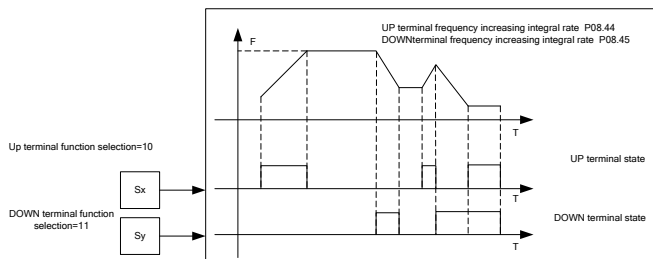 UP terminal frequency increasing integral rate P08.44
DOWNterminal frequency increasing integral rate P08.45
F
T
Up terminal function selection=10
UP terminal state
Sx
T
DOWN terminal function
selection=11
DOWN terminal state
Sy
T